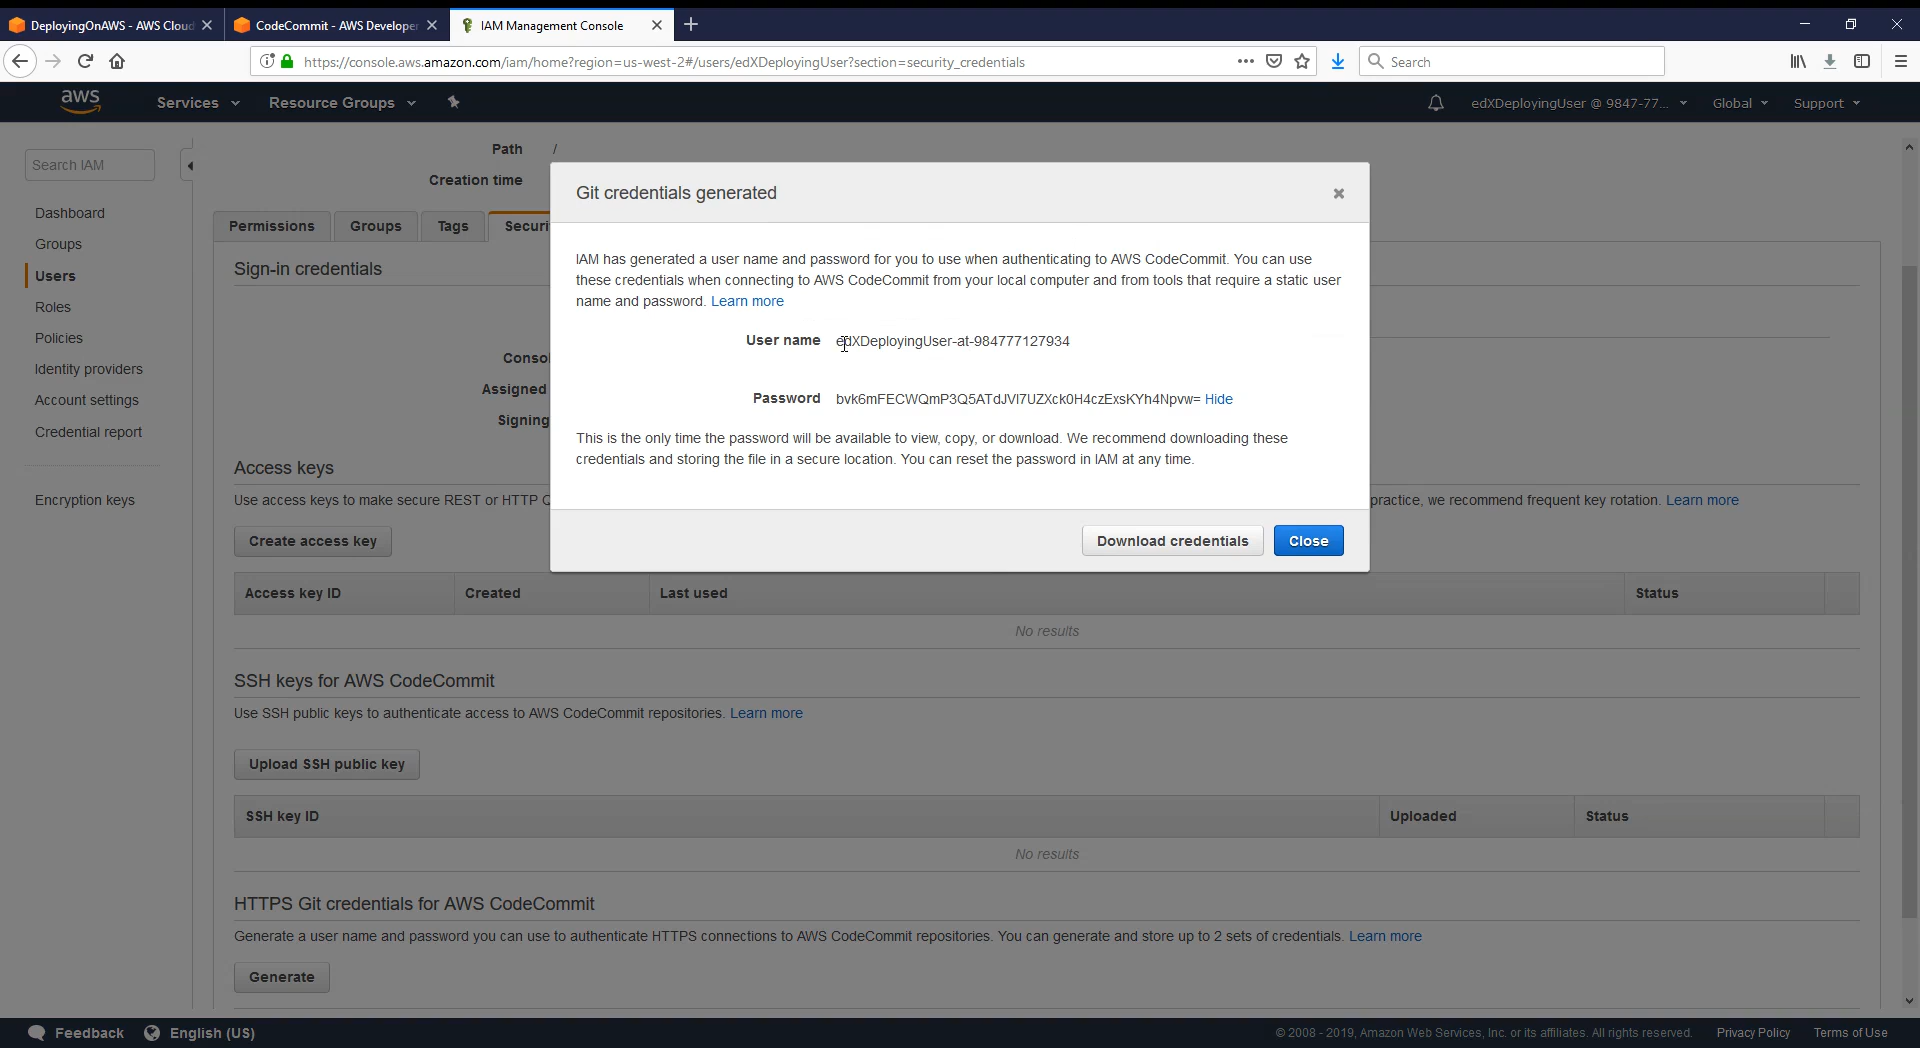 DeployingOnAWS - AWS Cloud
CodeCommit - AWS Developer
IAM Management Console
https://console.aws.amazon.com/iam/home?region=us-west-2#/users/edXDeployingUser?section=security_credentials
Search
aws
Services
Resource Groups
edXDeployingUser @ 9847-77...
Global
Support
Search IAM
Dashboard
Groups
Users
Roles
Policies
Identity providers
Account settings
Credential report
Encryption keys
Path /
Creation time
Permissions
Groups
Tags
Securi
Sign-in credentials
Consol
Assigned
Signing
Git credentials generated
IAM has generated a user name and password for you to use when authenticating to AWS CodeCommit. You can use
these credentials when connecting to AWS CodeCommit from your local computer and from tools that require a static user
name and password. Learn more
User name edXDeployingUser-at-984777127934
Password bvk6mFECWQmP3Q5ATdJVI7UZXck0H4czExsKYh4Npvw= Hide
This is the only time the password will be available to view, copy, or download. We recommend downloading these
credentials and storing the file in a secure location. You can reset the password in IAM at any time.
Download credentials
Close
Access keys
Use access keys to make secure REST or HTTP Q practice, we recommend frequent key rotation. Learn more
Create access key
Access key ID Created Last used Status
No results
SSH keys for AWS CodeCommit
Use SSH public keys to authenticate access to AWS CodeCommit repositories. Learn more
Upload SSH public key
SSH key ID Uploaded Status
No results
HTTPS Git credentials for AWS CodeCommit
Generate a user name and password you can use to authenticate HTTPS connections to AWS CodeCommit repositories. You can generate and store up to 2 sets of credentials. Learn more
Generate
Feedback
English (US)
© 2008 - 2019, Amazon Web Services, Inc. or its affiliates. All rights reserved.
Privacy Policy
Terms of Use